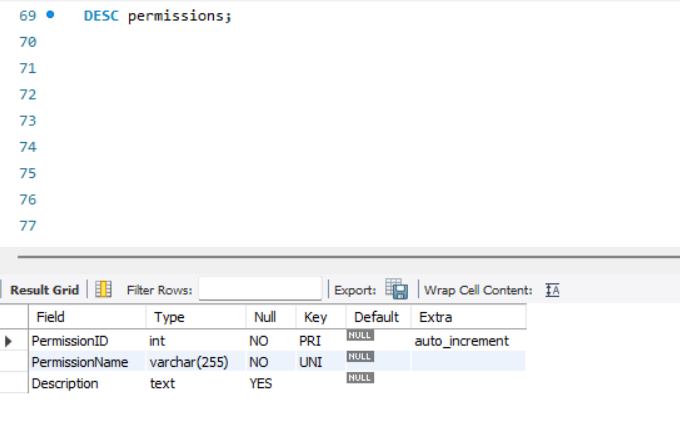 69 DESC permissions;
70
71
72
73
74
75
76
77
Result Grid Filter Rows: Export: Wrap Cell Content: IA
Field Type Null Key Default Extra
PermissionID int NO PRI NULL auto_increment
PermissionName varchar(255) NO UNI NULL
Description text YES NULL